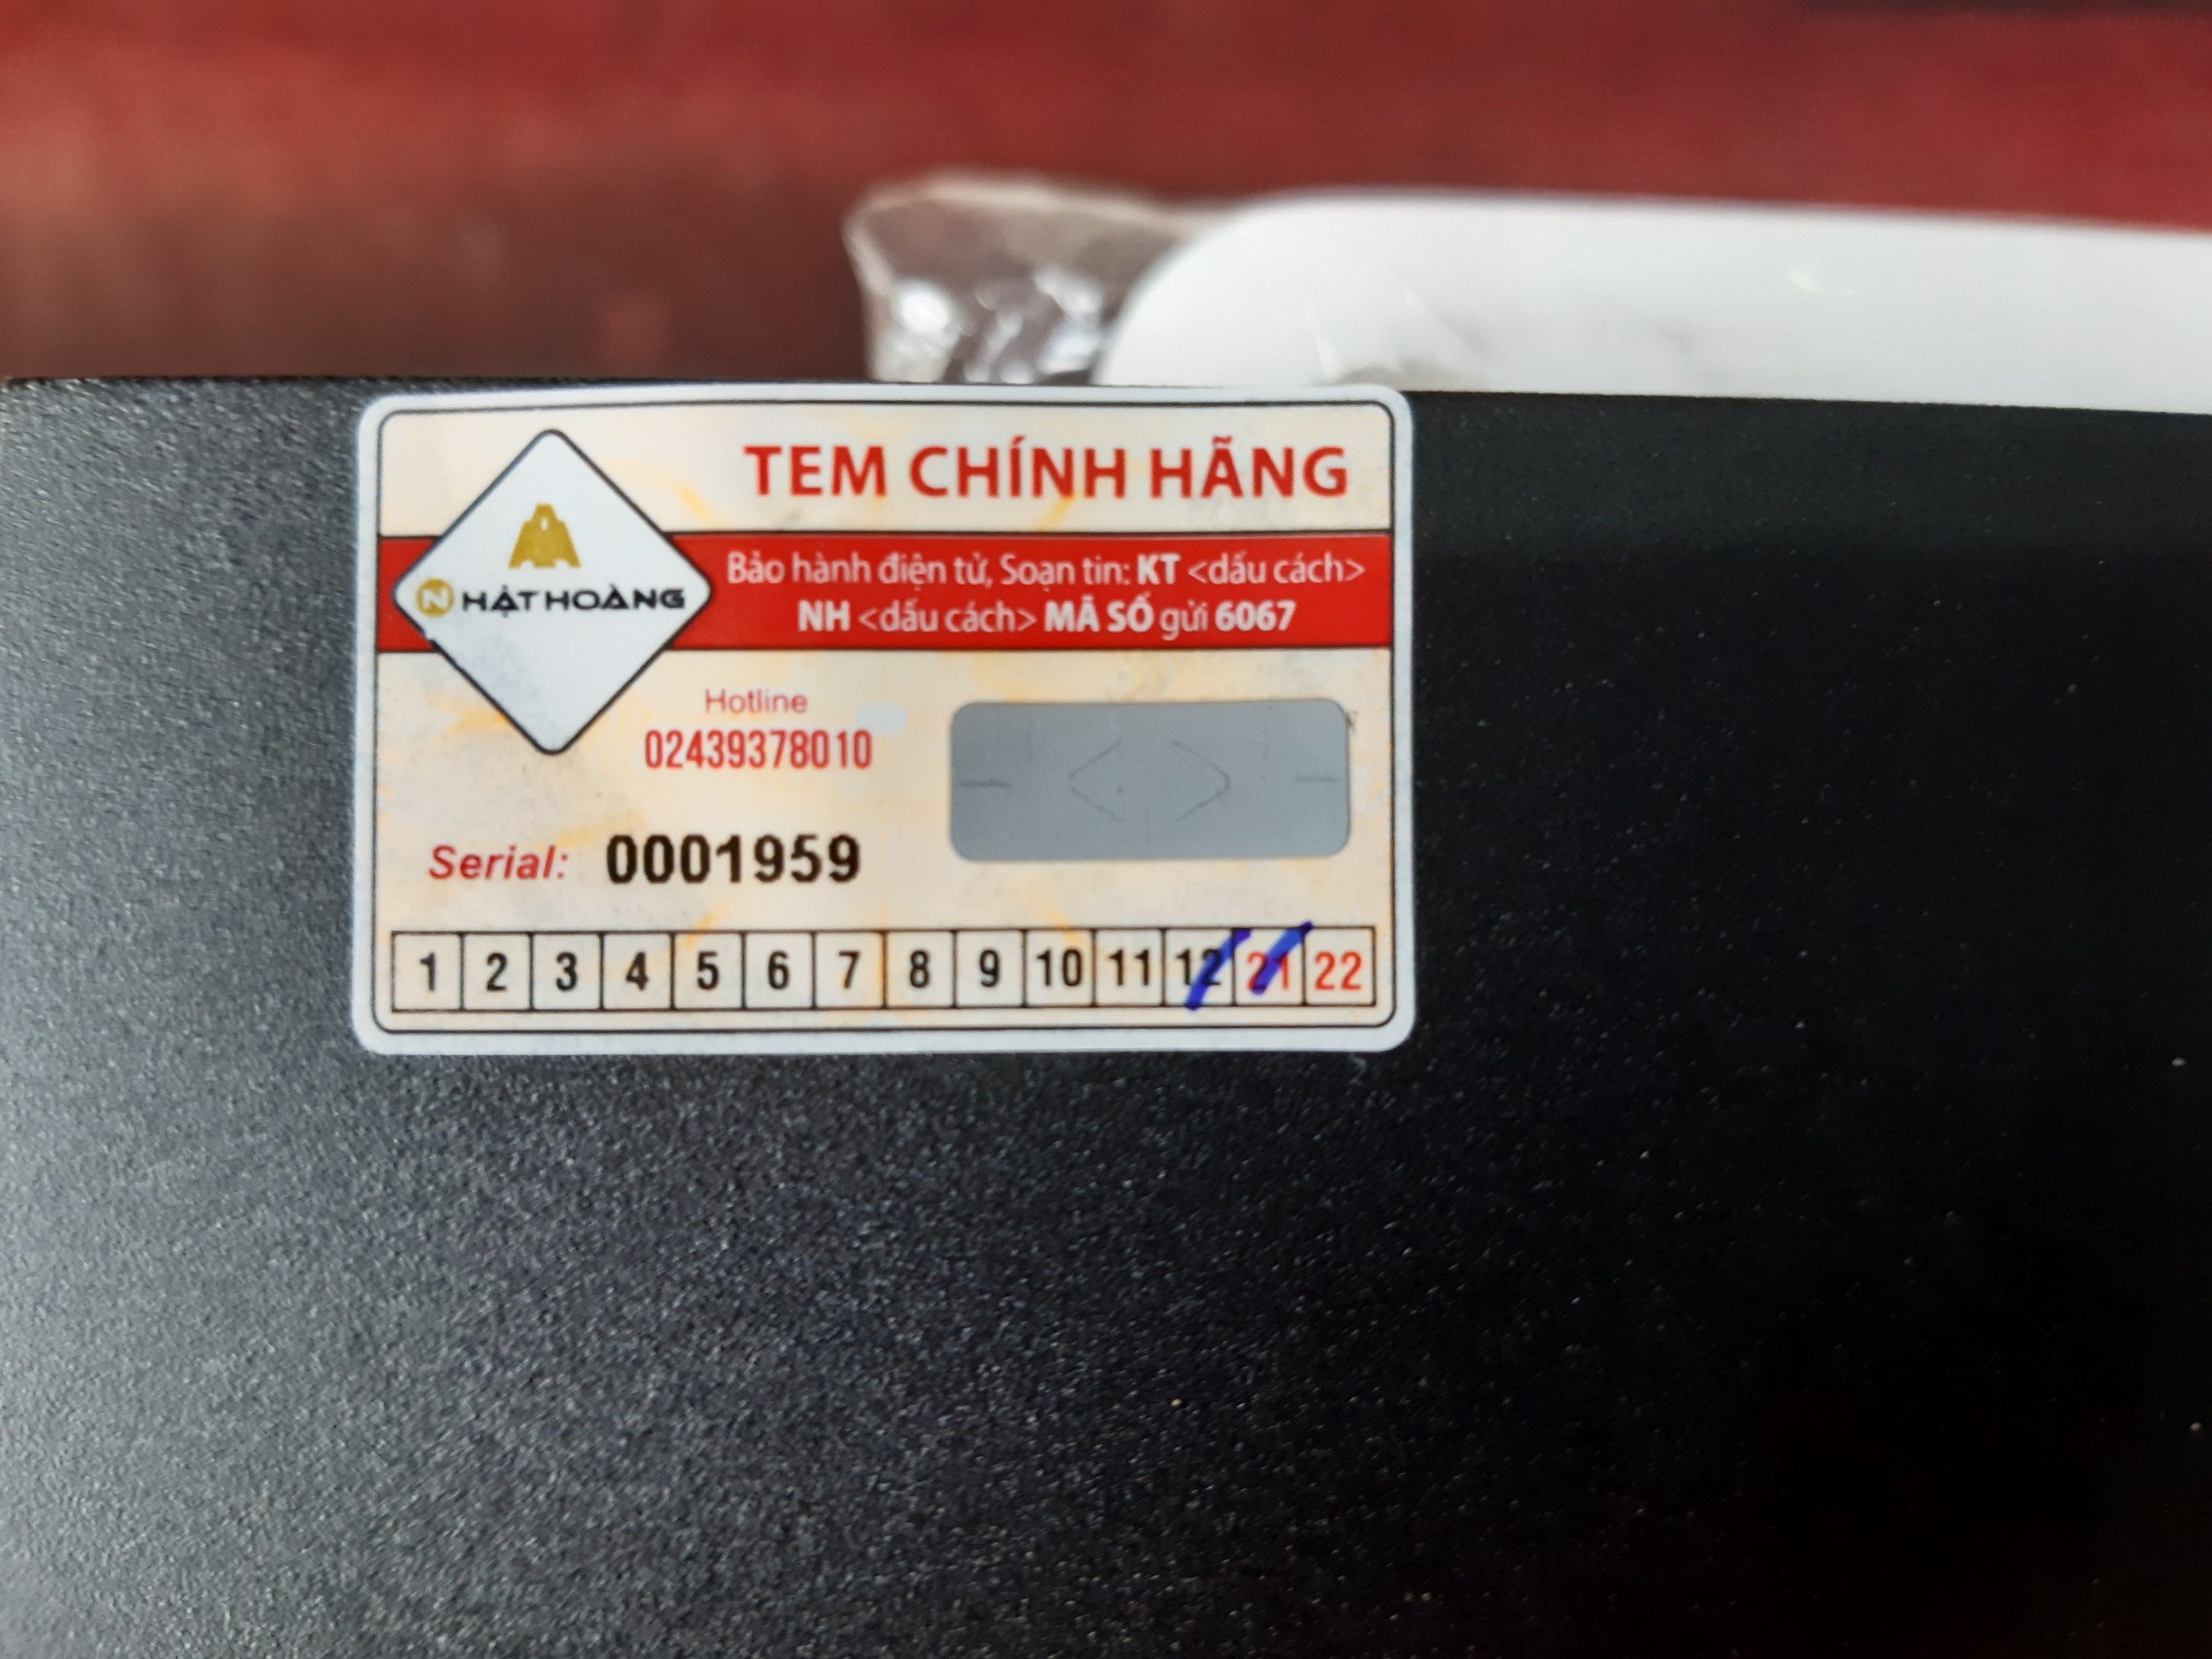 TEM CHÍNH HÃNG
NHẬT HOÀNG
Bảo hành điện tử, Soạn tin: KT <dấu cách>
NH <dấu cách> MÃ SỐ gửi 6067
Hotline
02439378010
Serial: 0001959
1 2 3 4 5 6 7 8 9 10 11 12 21 22